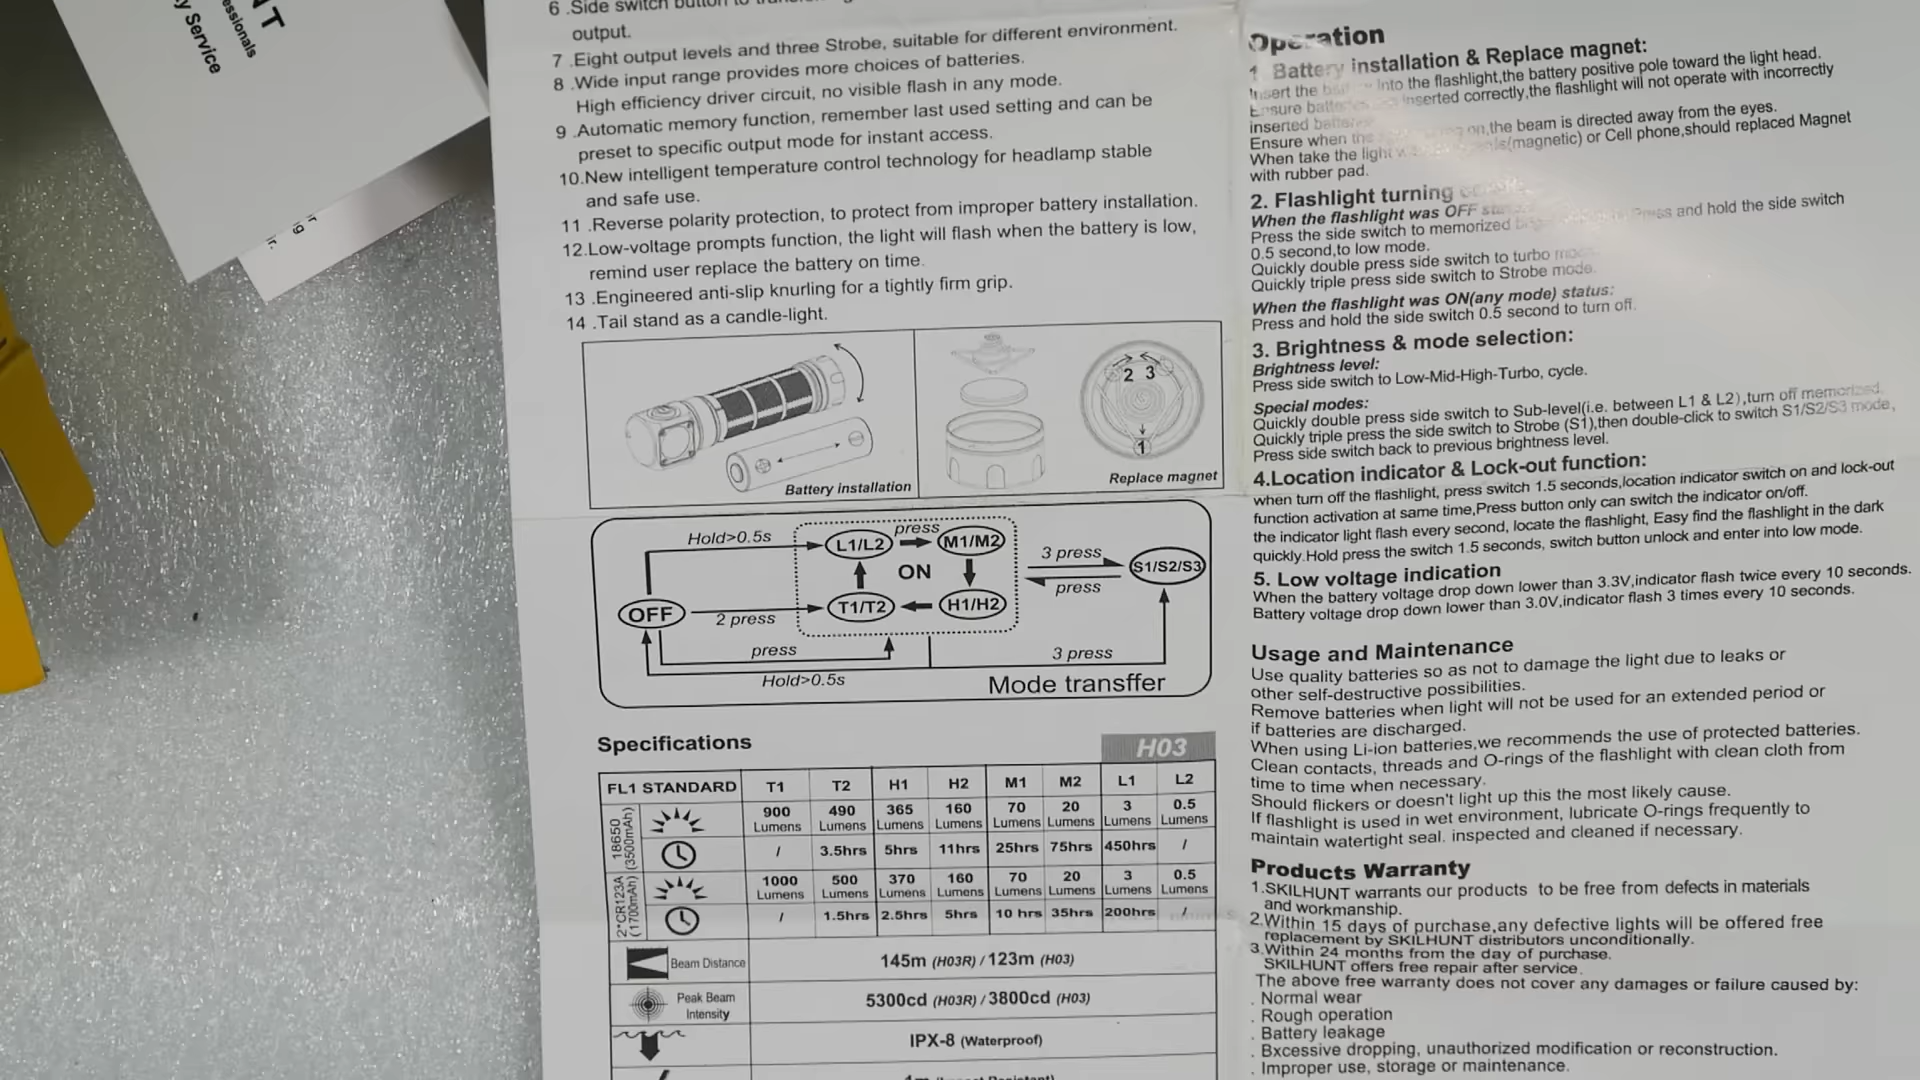 NT
essionals
y Service
6 .Side switch button to
output.
7 .Eight output levels and three Strobe, suitable for different environment.
8 .Wide input range provides more choices of batteries.
High efficiency driver circuit, no visible flash in any mode.
9 .Automatic memory function, remember last used setting and can be
preset to specific output mode for instant access.
10.New intelligent temperature control technology for headlamp stable
and safe use.
11 .Reverse polarity protection, to protect from improper battery installation.
12.Low-voltage prompts function, the light will flash when the battery is low,
remind user replace the battery on time.
13 .Engineered anti-slip knurling for a tightly firm grip.
14 .Tail stand as a candle-light.
Battery installation
2 3
1
Replace magnet
Hold>0.5s
L1/L2
press
M1/M2
ON
3 press
press
S1/S2/S3
OFF
2 press
T1/T2
H1/H2
press
3 press
Hold>0.5s
Mode transffer
Specifications
H03
FL1 STANDARD T1 T2 H1 H2 M1 M2 L1 L2
18650 (3500mAh)
900 Lumens 490 Lumens 365 Lumens 160 Lumens 70 Lumens 20 Lumens 3 Lumens 0.5 Lumens
/ 3.5hrs 5hrs 11hrs 25hrs 75hrs 450hrs /
2*CR123A (1700mAh)
1000 Lumens 500 Lumens 370 Lumens 160 Lumens 70 Lumens 20 Lumens 3 Lumens 0.5 Lumens
/ 1.5hrs 2.5hrs 5hrs 10 hrs 35hrs 200hrs /
Beam Distance 145m (H03R) / 123m (H03)
Peak Beam Intensity 5300cd (H03R) / 3800cd (H03)
IPX-8 (Waterproof)
Operation
1. Battery installation & Replace magnet:
Insert the into the flashlight,the battery positive pole toward the light head.
Ensure inserted correctly,the flashlight will not operate with incorrectly
inserted
Ensure when the on,the beam is directed away from the eyes.
When take the light (magnetic) or Cell phone,should replaced Magnet
with rubber pad.
2. Flashlight turning
When the flashlight was OFF
Press the side switch to memorized Press and hold the side switch
0.5 second,to low mode.
Quickly double press side switch to turbo
Quickly triple press side switch to Strobe mode.
When the flashlight was ON(any mode) status:
Press and hold the side switch 0.5 second to turn off.
3. Brightness & mode selection:
Brightness level:
Press side switch to Low-Mid-High-Turbo, cycle.
Special modes:
Quickly double press side switch to Sub-level(i.e. between L1 & L2),turn off memorized.
Quickly triple press the side switch to Strobe (S1),then double-click to switch S1/S2/S3 mode,
Press side switch back to previous brightness level.
4.Location indicator & Lock-out function:
when turn off the flashlight, press switch 1.5 seconds,location indicator switch on and lock-out
function activation at same time,Press button only can switch the indicator on/off.
the indicator light flash every second, locate the flashlight, Easy find the flashlight in the dark
quickly.Hold press the switch 1.5 seconds, switch button unlock and enter into low mode.
5. Low voltage indication
When the battery voltage drop down lower than 3.3V,indicator flash twice every 10 seconds.
Battery voltage drop down lower than 3.0V,indicator flash 3 times every 10 seconds.
Usage and Maintenance
Use quality batteries so as not to damage the light due to leaks or
other self-destructive possibilities.
Remove batteries when light will not be used for an extended period or
if batteries are discharged.
When using Li-ion batteries,we recommends the use of protected batteries.
Clean contacts, threads and O-rings of the flashlight with clean cloth from
time to time when necessary.
Should flickers or doesn't light up this the most likely cause.
If flashlight is used in wet environment, lubricate O-rings frequently to
maintain watertight seal. inspected and cleaned if necessary.
Products Warranty
1.SKILHUNT warrants our products to be free from defects in materials
and workmanship.
2.Within 15 days of purchase,any defective lights will be offered free
replacement by SKILHUNT distributors unconditionally.
3.Within 24 months from the day of purchase.
SKILHUNT offers free repair after service.
The above free warranty does not cover any damages or failure caused by:
. Normal wear
. Rough operation
. Battery leakage
. Bxcessive dropping, unauthorized modification or reconstruction.
. Improper use, storage or maintenance.